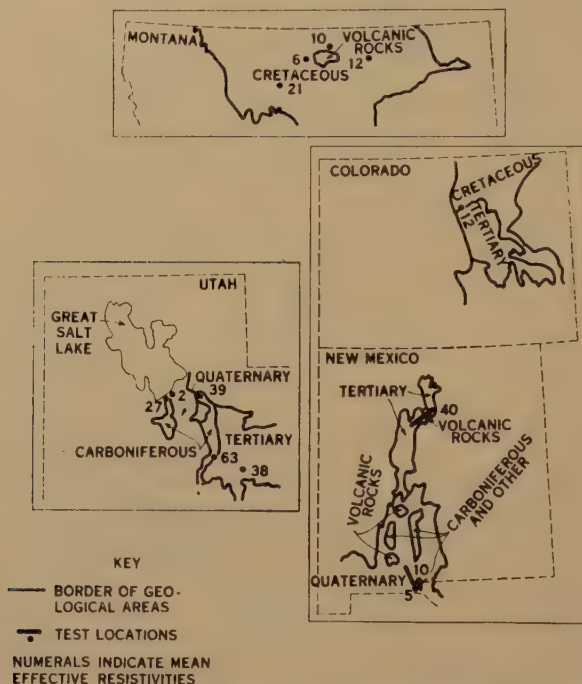 MONTANA
10
VOLCANIC
ROCKS
6
12
CRETACEOUS
21
COLORADO
CRETACEOUS
TERTIARY
12
UTAH
GREAT
SALT
LAKE
QUATERNARY
2
39
27
TERTIARY
CARBONIFEROUS
63
38
NEW MEXICO
TERTIARY
40
VOLCANIC
ROCKS
VOLCANIC
ROCKS
CARBONIFEROUS
AND OTHER
QUATERNARY
10
5
KEY
BORDER OF GEO-
LOGICAL AREAS
TEST LOCATIONS
NUMERALS INDICATE MEAN
EFFECTIVE RESISTIVITIES